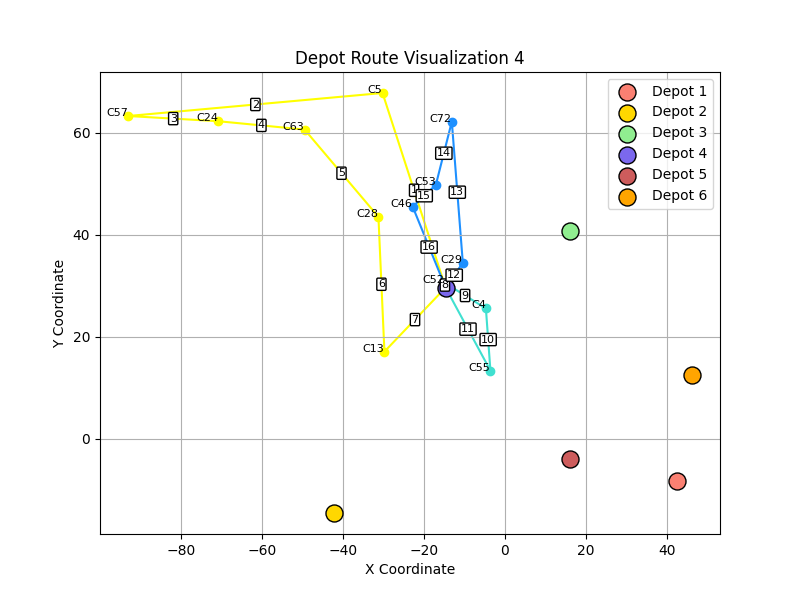 Depot Route Visualization 4
Depot 1
Depot 2
Depot 3
Depot 4
Depot 5
Depot 6
C5
2
C57
3
C24
4
C63
C72
14
5
C53
1
15
13
C46
C28
16
C29
12
C52
8
6
9
C4
7
11
10
C13
C55
60
40
20
0
−80
−60
−40
−20
0
20
40
X Coordinate
Y Coordinate